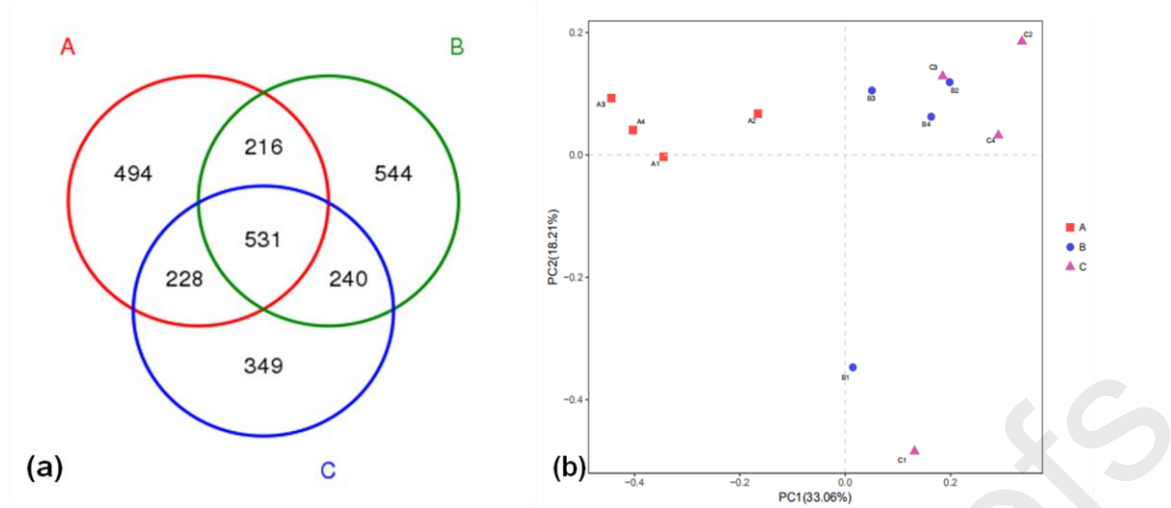 A
B
494
216
544
531
228
240
349
(a)
C
0.2
0.0
−0.2
−0.4
PC2(18.21%)
C2
C3
B2
B3
B4
C4
A3
A4
A2
A1
B1
C1
−0.4
−0.2
0.0
0.2
PC1(33.06%)
A
B
C
(b)
ofs